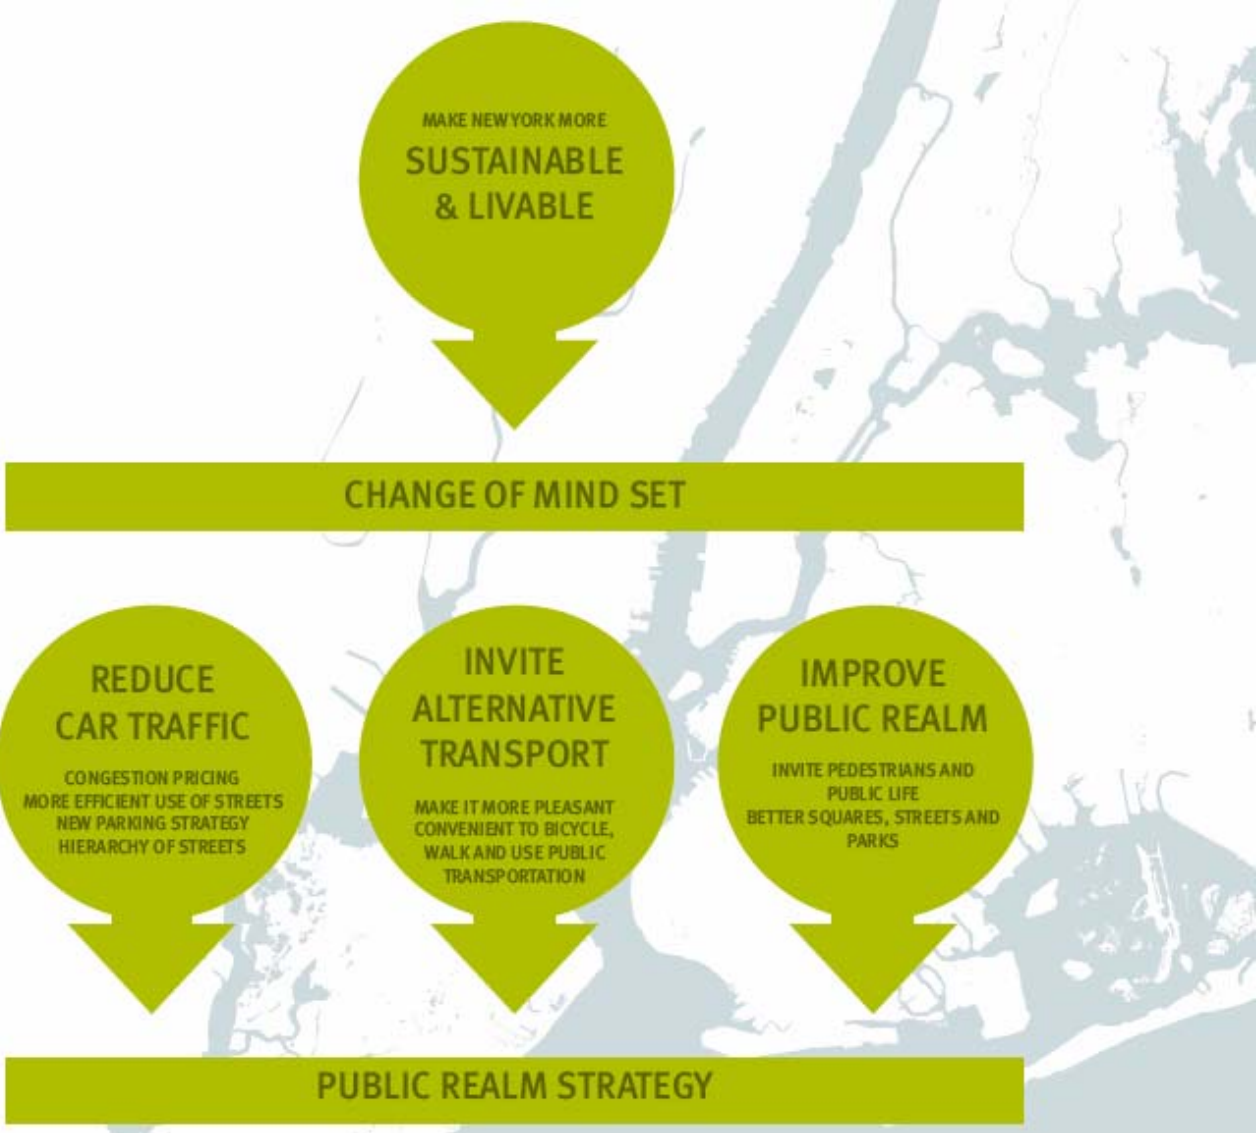 MAKE NEW YORK MORE
SUSTAINABLE
& LIVABLE
CHANGE OF MIND SET
REDUCE
CAR TRAFFIC
CONGESTION PRICING
MORE EFFICIENT USE OF STREETS
NEW PARKING STRATEGY
HIERARCHY OF STREETS
INVITE
ALTERNATIVE
TRANSPORT
MAKE IT MORE PLEASANT
CONVENIENT TO BICYCLE,
WALK AND USE PUBLIC
TRANSPORTATION
IMPROVE
PUBLIC REALM
INVITE PEDESTRIANS AND
PUBLIC LIFE
BETTER SQUARES, STREETS AND
PARKS
PUBLIC REALM STRATEGY